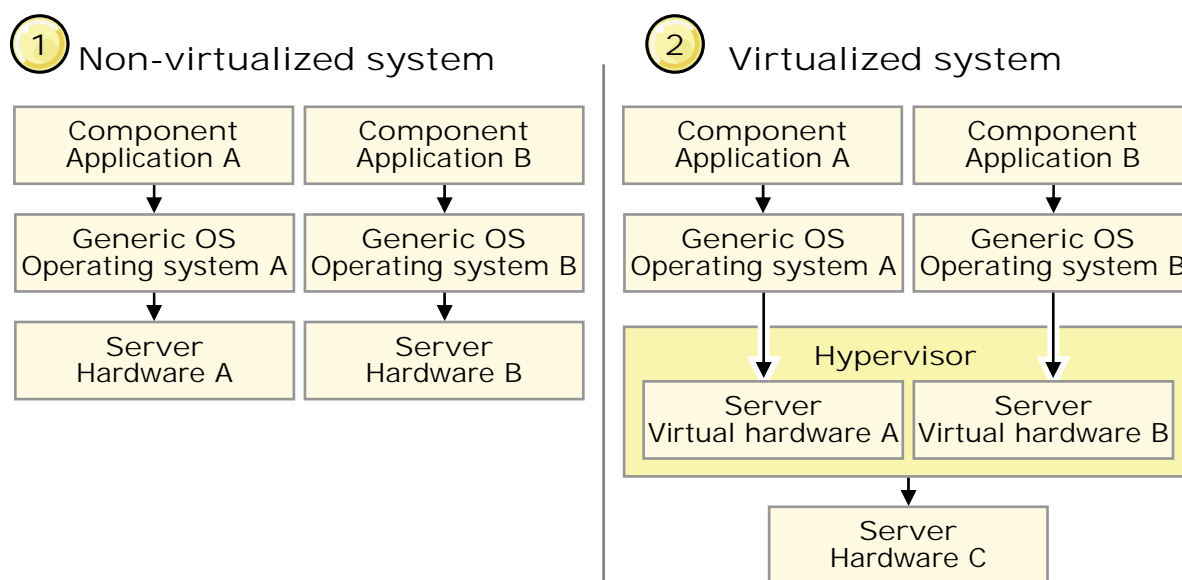 1 Non-virtualized system
Component
Application A
Component
Application B
Generic OS
Operating system A
Generic OS
Operating system B
Server
Hardware A
Server
Hardware B
2 Virtualized system
Component
Application A
Component
Application B
Generic OS
Operating system A
Generic OS
Operating system B
Hypervisor
Server
Virtual hardware A
Server
Virtual hardware B
Server
Hardware C